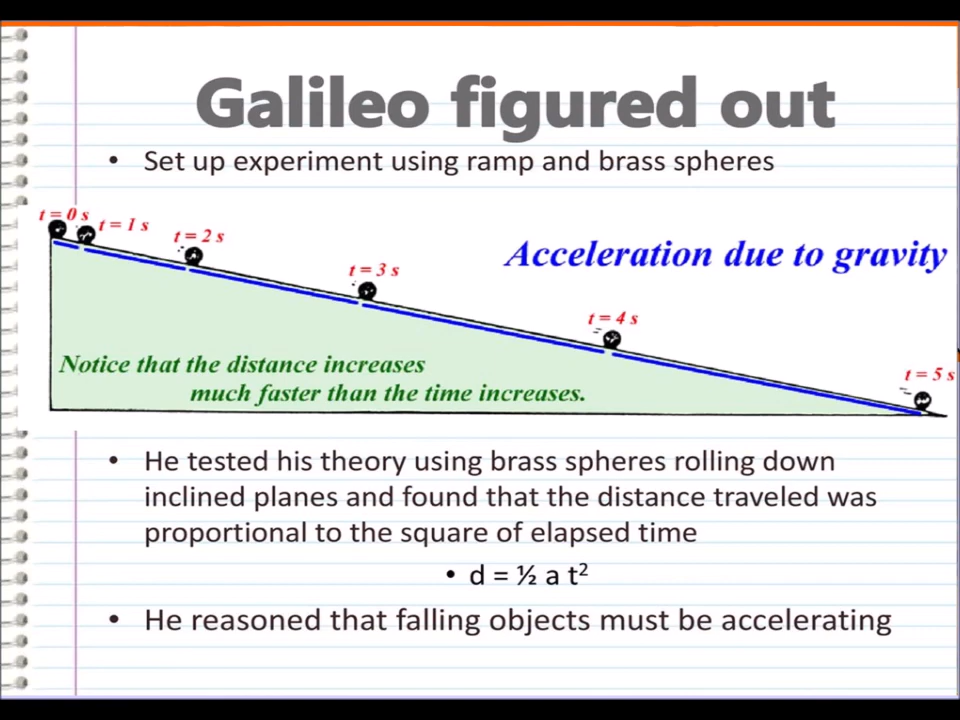 Galileo figured out
• Set up experiment using ramp and brass spheres
t = 0 s
t = 1 s
t = 2 s
t = 3 s
t = 4 s
t = 5 s
Acceleration due to gravity
Notice that the distance increases
much faster than the time increases.
• He tested his theory using brass spheres rolling down
inclined planes and found that the distance traveled was
proportional to the square of elapsed time
• d = ½ a t²
• He reasoned that falling objects must be accelerating